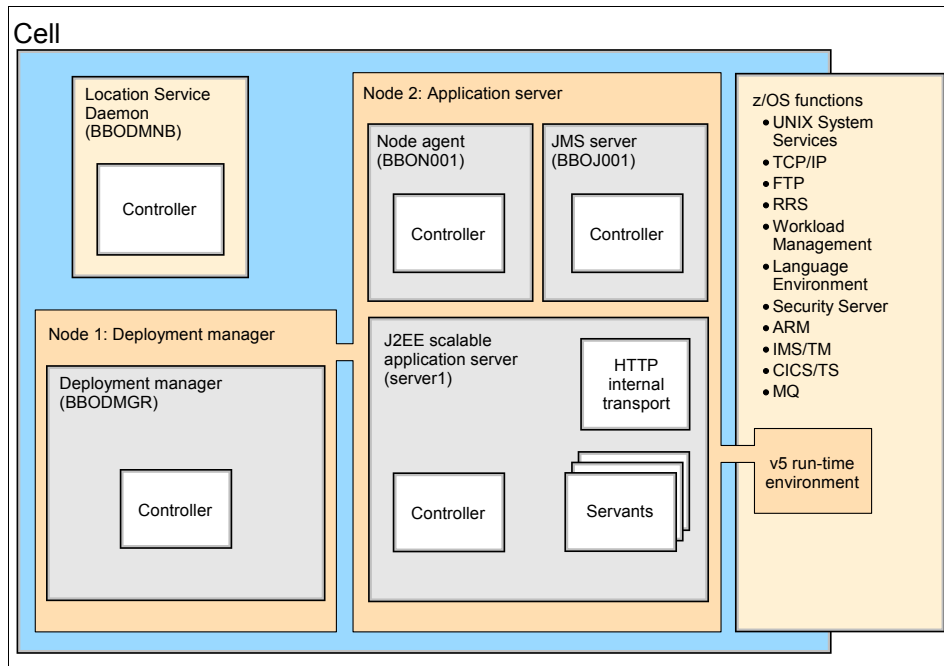 Cell
Location Service
Daemon
(BBODMNB)
Controller
Node 1: Deployment manager
Deployment manager
(BBODMGR)
Controller
Node 2: Application server
Node agent
(BBON001)
Controller
JMS server
(BBOJ001)
Controller
J2EE scalable
application server
(server1)
HTTP
internal
transport
Controller
Servants
z/OS functions
• UNIX System
Services
• TCP/IP
• FTP
• RRS
• Workload
Management
• Language
Environment
• Security Server
• ARM
• IMS/TM
• CICS/TS
• MQ
v5 run-time
environment